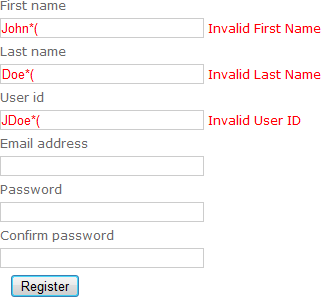 First name
John*( Invalid First Name
Last name
Doe*( Invalid Last Name
User id
JDoe*( Invalid User ID
Email address
Password
Confirm password
Register